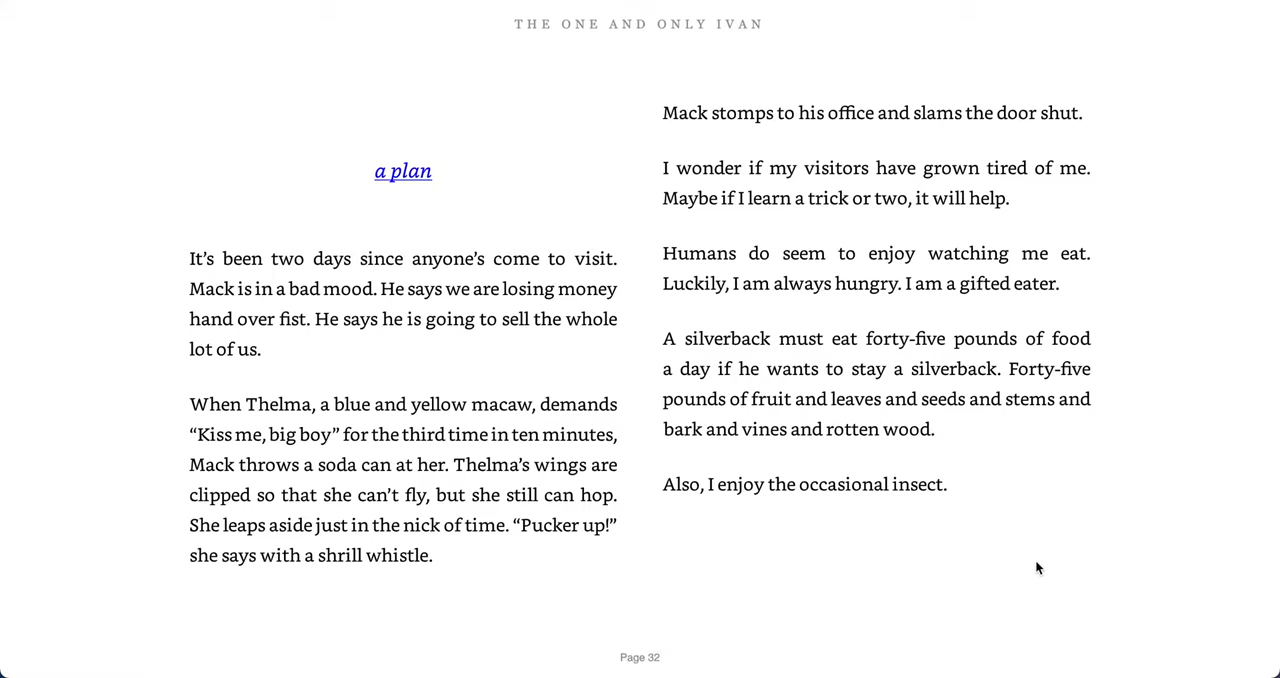 THE ONE AND ONLY IVAN
a plan
It’s been two days since anyone’s come to visit.
Mack is in a bad mood. He says we are losing money
hand over fist. He says he is going to sell the whole
lot of us.
When Thelma, a blue and yellow macaw, demands
“Kiss me, big boy” for the third time in ten minutes,
Mack throws a soda can at her. Thelma’s wings are
clipped so that she can’t fly, but she still can hop.
She leaps aside just in the nick of time. “Pucker up!”
she says with a shrill whistle.
Mack stomps to his office and slams the door shut.
I wonder if my visitors have grown tired of me.
Maybe if I learn a trick or two, it will help.
Humans do seem to enjoy watching me eat.
Luckily, I am always hungry. I am a gifted eater.
A silverback must eat forty-five pounds of food
a day if he wants to stay a silverback. Forty-five
pounds of fruit and leaves and seeds and stems and
bark and vines and rotten wood.
Also, I enjoy the occasional insect.
Page 32